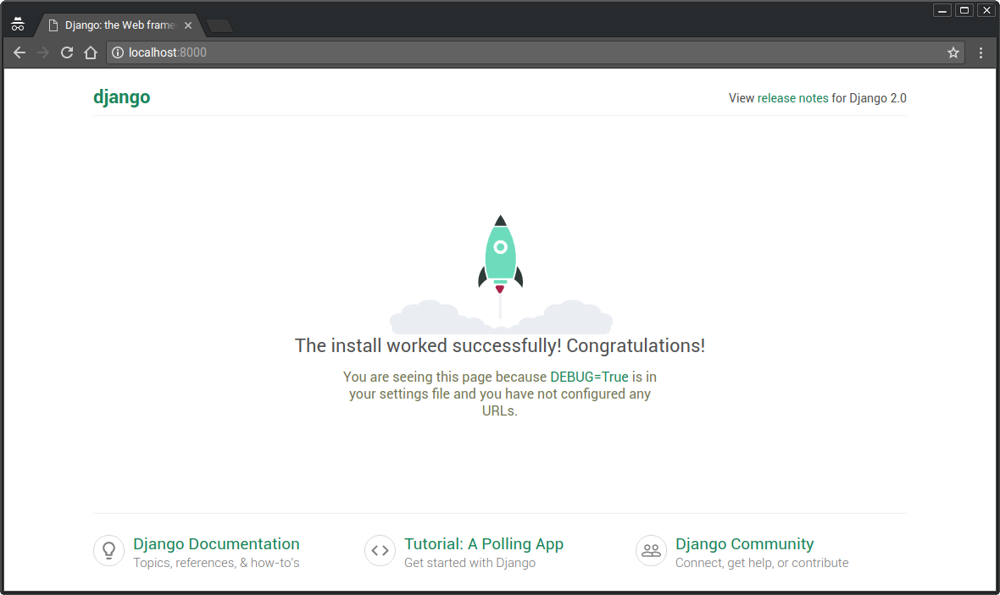 Django: the Web frame
localhost:8000
django
View release notes for Django 2.0
The install worked successfully! Congratulations!
You are seeing this page because DEBUG=True is in
your settings file and you have not configured any
URLs.
Django Documentation
Topics, references, & how-to's
Tutorial: A Polling App
Get started with Django
Django Community
Connect, get help, or contribute